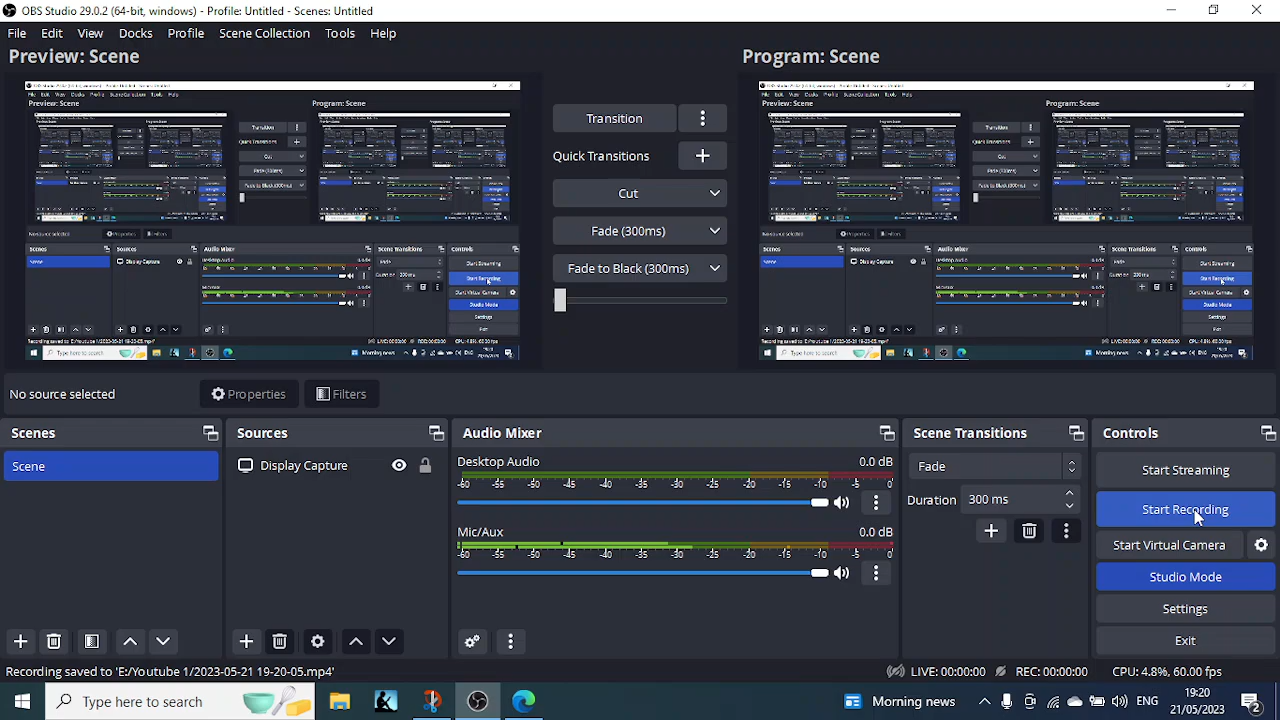 OBS Studio 29.0.2 (64-bit, windows) - Profile: Untitled - Scenes: Untitled
File Edit View Docks Profile Scene Collection Tools Help
Preview: Scene
Program: Scene
Preview: Scene
Program: Scene
Transition
Quick Transitions
Cut
Fade (300ms)
Fade to Black (300ms)
No source selected
Properties
Filters
Scenes
Scene
Sources
Display Capture
Audio Mixer
Desktop Audio 0.0 dB
-60 -55 -50 -45 -40 -35 -30 -25 -20 -15 -10 -5 0
Mic/Aux 0.0 dB
-60 -55 -50 -45 -40 -35 -30 -25 -20 -15 -10 -5 0
Scene Transitions
Fade
Duration 300 ms
Controls
Start Streaming
Start Recording
Start Virtual Camera
Studio Mode
Settings
Exit
Recording saved to 'E:/Youtube 1/2023-05-21 19-20-05.mp4'
LIVE: 00:00:00 REC: 00:00:00 CPU: 4.8%, 60.00 fps
Type here to search
Morning news
ENG
19:20
21/05/2023
2